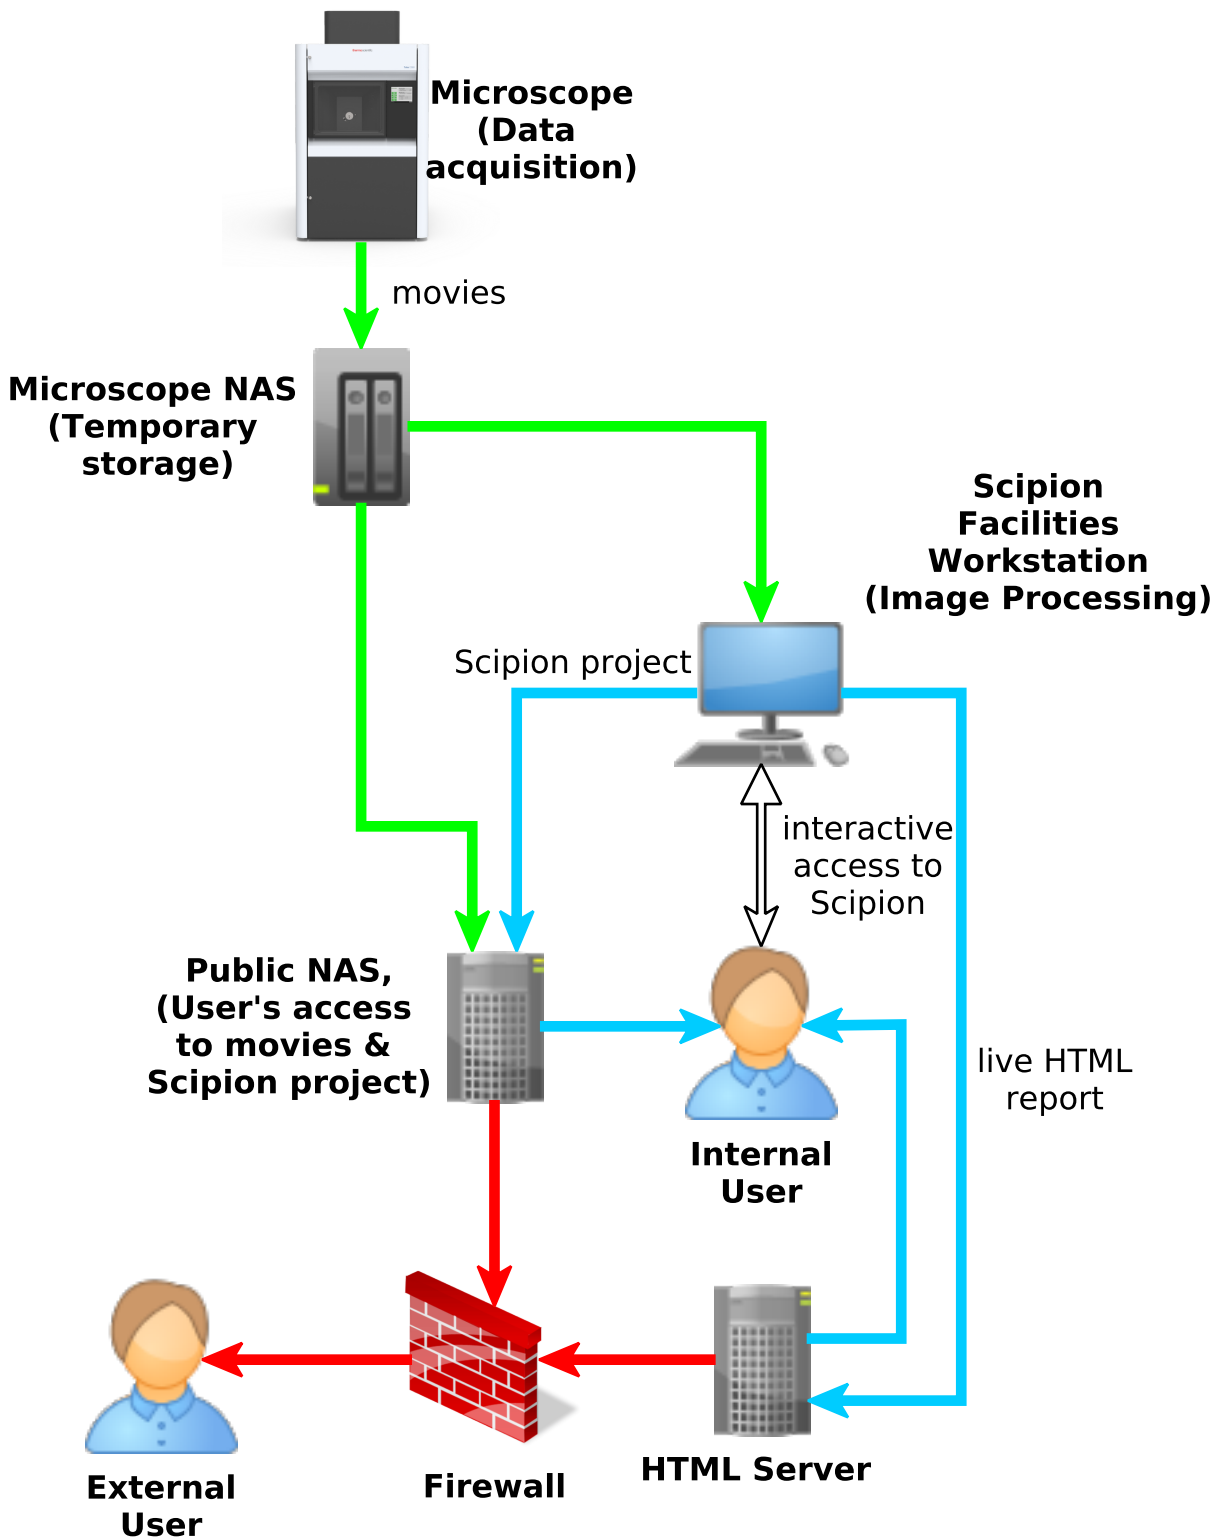 Microscope
(Data
acquisition)
movies
Microscope NAS
(Temporary
storage)
Scipion
Facilities
Workstation
(Image Processing)
Scipion project
interactive
access to
Scipion
Public NAS,
(User's access
to movies &
Scipion project)
live HTML
report
Internal
User
HTML Server
Firewall
External
User